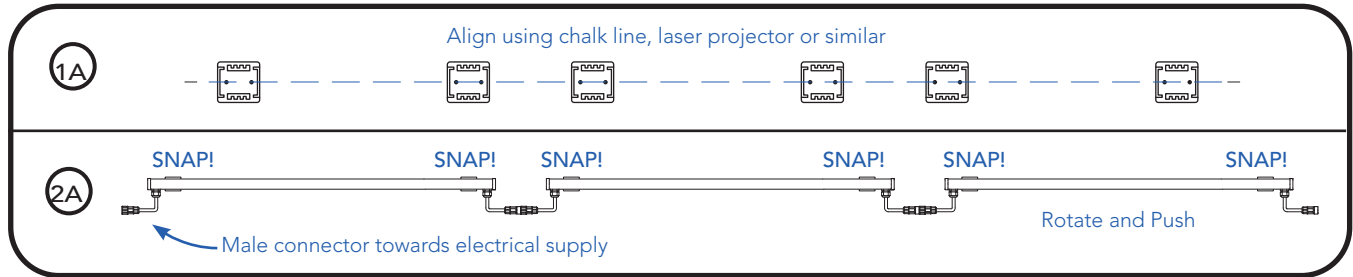 1A
Align using chalk line, laser projector or similar
2A
SNAP! SNAP! SNAP! SNAP! SNAP! SNAP!
Rotate and Push
Male connector towards electrical supply